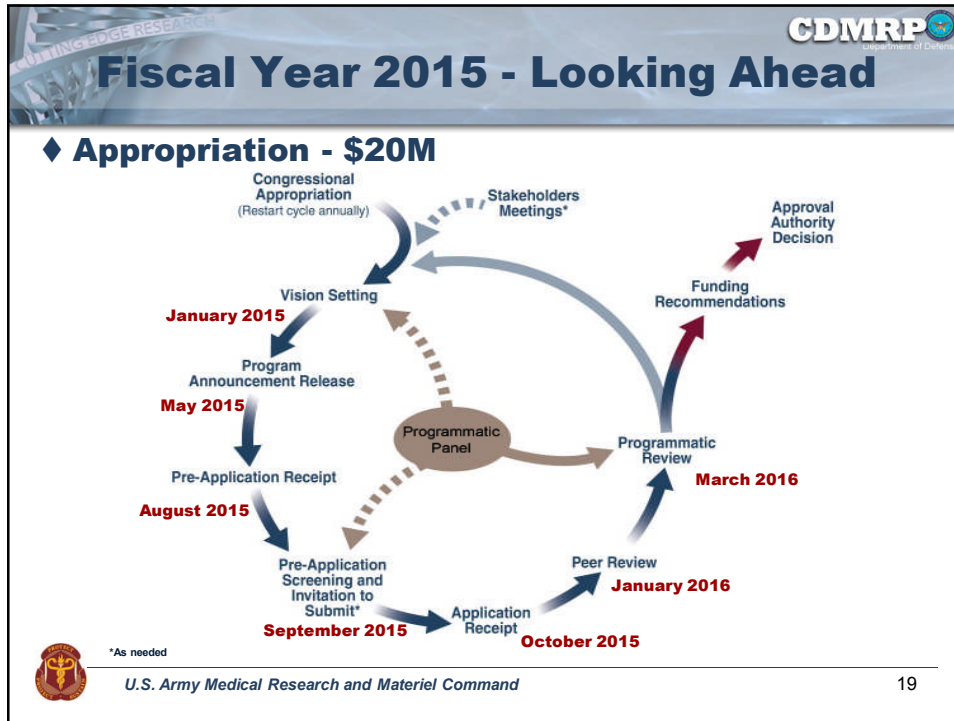 CUTTING EDGE RESEARCH
CDMRP
Department of Defense
Fiscal Year 2015 - Looking Ahead
♦ Appropriation - $20M
Congressional
Appropriation
(Restart cycle annually)
Stakeholders
Meetings*
Approval
Authority
Decision
Funding
Recommendations
Vision Setting
January 2015
Program
Announcement Release
May 2015
Programmatic
Panel
Programmatic
Review
March 2016
Pre-Application Receipt
August 2015
Pre-Application
Screening and
Invitation to
Submit*
September 2015
Application
Receipt
October 2015
Peer Review
January 2016
*As needed
PROTECT
U.S. Army Medical Research and Materiel Command
19